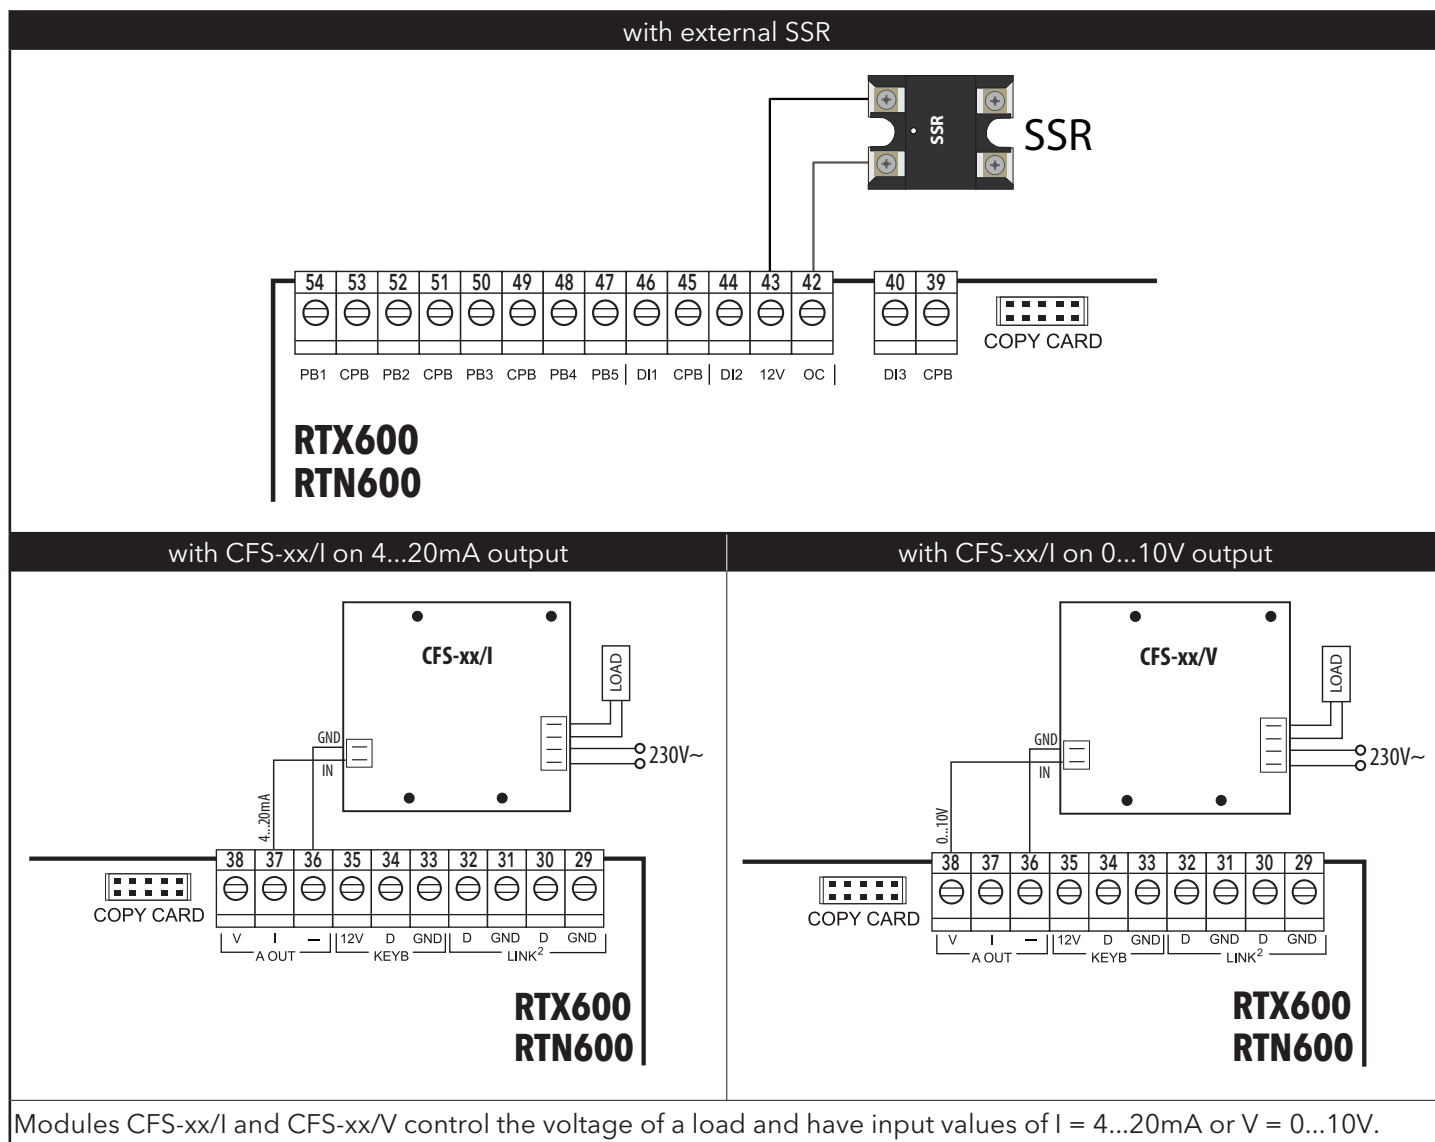 with external SSR
SSR
SSR
54 53 52 51 50 49 48 47 46 45 44 43 42 40 39
COPY CARD
PB1 CPB PB2 CPB PB3 CPB PB4 PB5 DI1 CPB DI2 12V OC DI3 CPB
RTX600
RTN600
with CFS-xx/I on 4...20mA output
CFS-xx/I
LOAD
GND
IN
230V~
4...20mA
38 37 36 35 34 33 32 31 30 29
COPY CARD
V I — 12V D GND D GND D GND
A OUT KEYB LINK²
RTX600
RTN600
with CFS-xx/I on 0...10V output
CFS-xx/V
LOAD
GND
IN
230V~
0...10V
38 37 36 35 34 33 32 31 30 29
COPY CARD
V I — 12V D GND D GND D GND
A OUT KEYB LINK²
RTX600
RTN600
Modules CFS-xx/I and CFS-xx/V control the voltage of a load and have input values of I = 4...20mA or V = 0...10V.